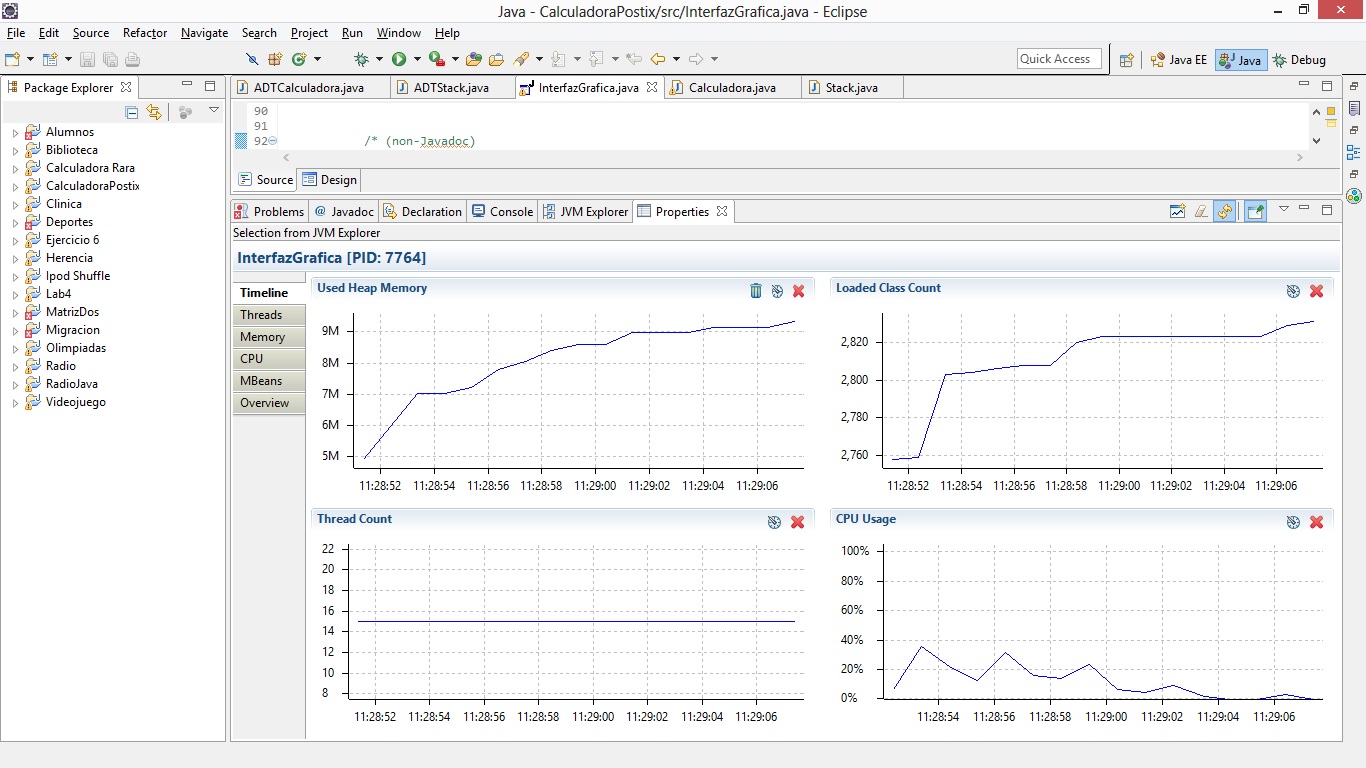 Java - CalculadoraPostix/src/InterfazGrafica.java - Eclipse
File Edit Source Refactor Navigate Search Project Run Window Help
Quick Access Java EE Java Debug
Package Explorer
Alumnos
Biblioteca
Calculadora Rara
CalculadoraPostix
Clinica
Deportes
Ejercicio 6
Herencia
Ipod Shuffle
Lab4
MatrizDos
Migracion
Olimpiadas
Radio
RadioJava
Videojuego
ADTCalculadora.java ADTStack.java InterfazGrafica.java Calculadora.java Stack.java
90
91
92 /* (non-Javadoc)
Source Design
Problems @ Javadoc Declaration Console JVM Explorer Properties
Selection from JVM Explorer
InterfazGrafica [PID: 7764]
Timeline
Threads
Memory
CPU
MBeans
Overview
Used Heap Memory
9M
8M
7M
6M
5M
11:28:52 11:28:54 11:28:56 11:28:58 11:29:00 11:29:02 11:29:04 11:29:06
Loaded Class Count
2,820
2,800
2,780
2,760
11:28:52 11:28:54 11:28:56 11:28:58 11:29:00 11:29:02 11:29:04 11:29:06
Thread Count
22
20
18
16
14
12
10
8
11:28:52 11:28:54 11:28:56 11:28:58 11:29:00 11:29:02 11:29:04 11:29:06
CPU Usage
100%
80%
60%
40%
20%
0%
11:28:54 11:28:56 11:28:58 11:29:00 11:29:02 11:29:04 11:29:06